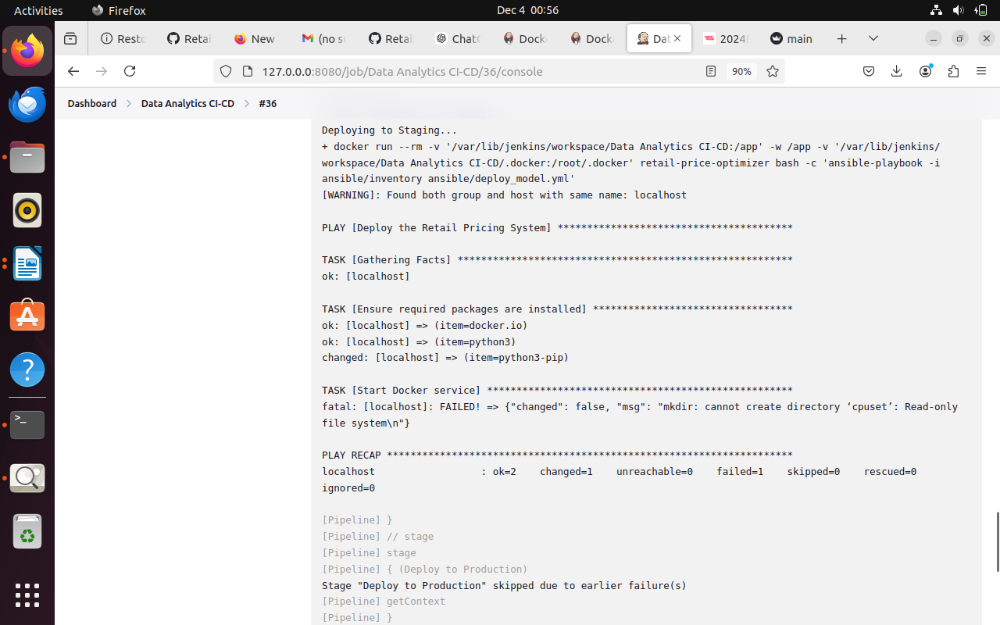 Activities
Firefox
Dec 4 00:56
Resto
Retai
New
(no su
Retai
Chat
Docke
Docke
Dat
2024
main
127.0.0.0:8080/job/Data Analytics CI-CD/36/console
90%
Dashboard
Data Analytics CI-CD
#36
Deploying to Staging...
+ docker run --rm -v '/var/lib/jenkins/workspace/Data Analytics CI-CD:/app' -w /app -v '/var/lib/jenkins/
workspace/Data Analytics CI-CD/.docker:/root/.docker' retail-price-optimizer bash -c 'ansible-playbook -i
ansible/inventory ansible/deploy_model.yml'
[WARNING]: Found both group and host with same name: localhost
PLAY [Deploy the Retail Pricing System] ****************************************
TASK [Gathering Facts] *********************************************************
ok: [localhost]
TASK [Ensure required packages are installed] **********************************
ok: [localhost] => (item=docker.io)
ok: [localhost] => (item=python3)
changed: [localhost] => (item=python3-pip)
TASK [Start Docker service] ****************************************************
fatal: [localhost]: FAILED! => {"changed": false, "msg": "mkdir: cannot create directory ‘cpuset’: Read-only
file system\n"}
PLAY RECAP *********************************************************************
localhost                  : ok=2    changed=1    unreachable=0    failed=1    skipped=0    rescued=0
ignored=0
[Pipeline] }
[Pipeline] // stage
[Pipeline] stage
[Pipeline] { (Deploy to Production)
Stage "Deploy to Production" skipped due to earlier failure(s)
[Pipeline] getContext
[Pipeline] }